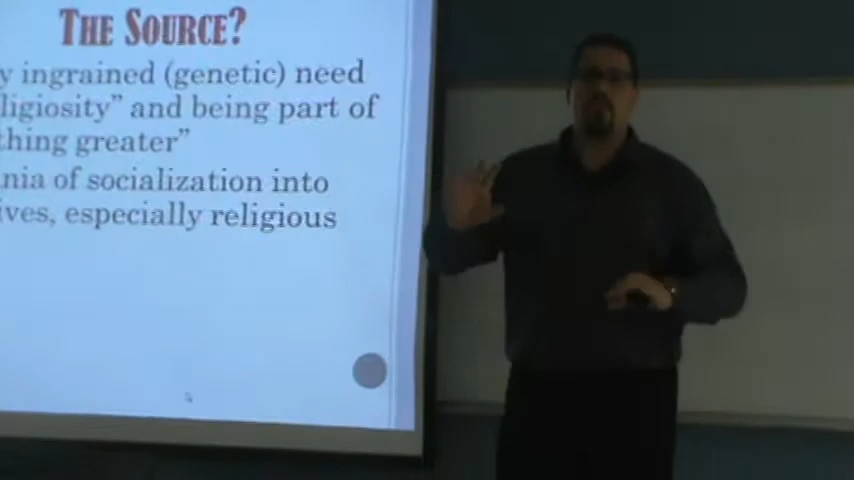 THE SOURCE?
y ingrained (genetic) need
ligiosity" and being part of
thing greater"
nia of socialization into
ives, especially religious